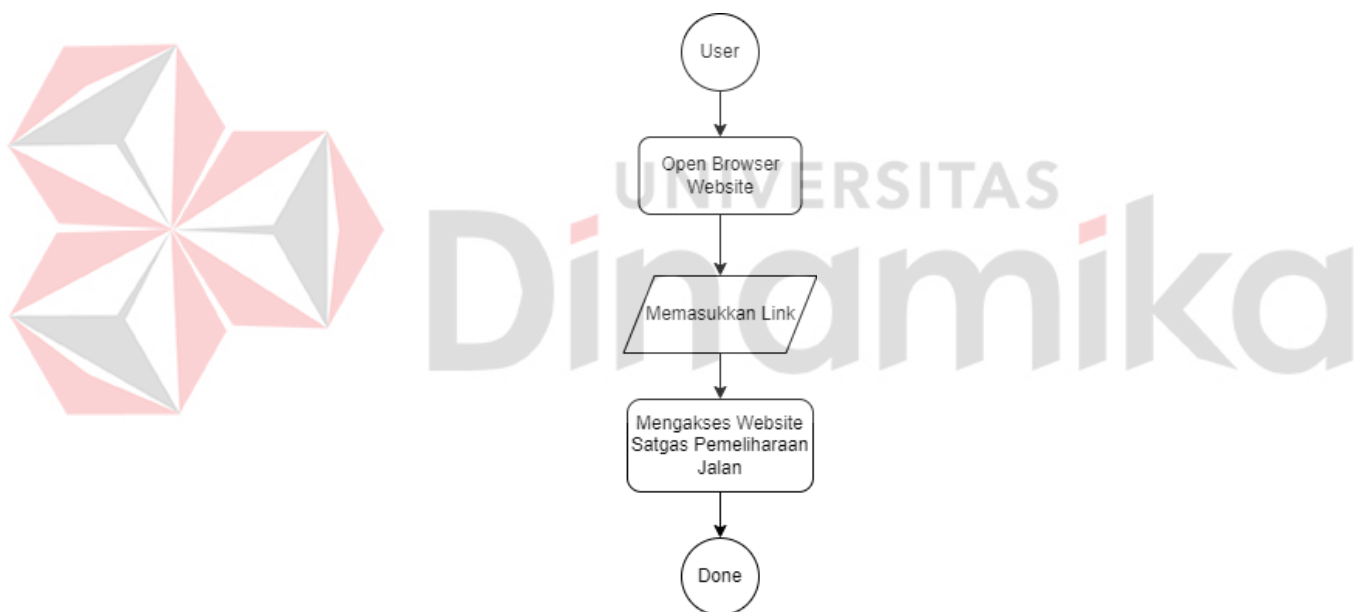 User
Open Browser
Website
UNIVERSITAS
Dinamika
Memasukkan Link
Mengakses Website
Satgas Pemeliharaan
Jalan
Done